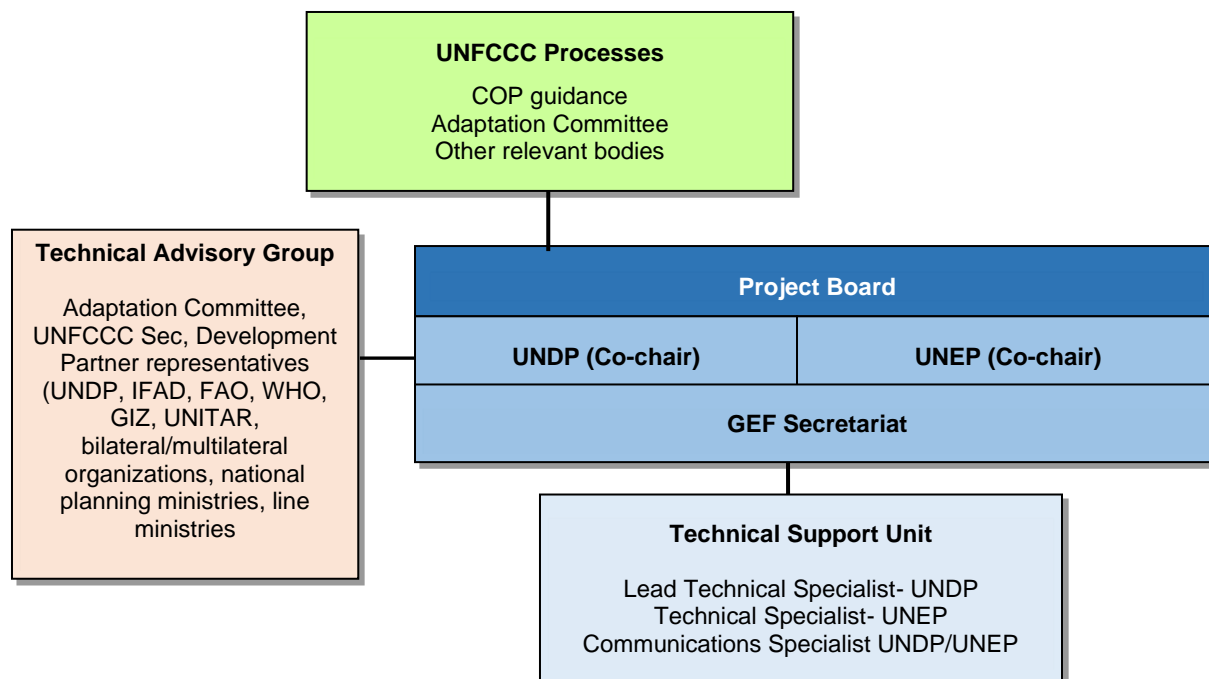 UNFCCC Processes
COP guidance
Adaptation Committee
Other relevant bodies
Technical Advisory Group
Adaptation Committee,
UNFCCC Sec, Development
Partner representatives
(UNDP, IFAD, FAO, WHO,
GIZ, UNITAR,
bilateral/multilateral
organizations, national
planning ministries, line
ministries
Project Board
UNDP (Co-chair)
UNEP (Co-chair)
GEF Secretariat
Technical Support Unit
Lead Technical Specialist- UNDP
Technical Specialist- UNEP
Communications Specialist UNDP/UNEP